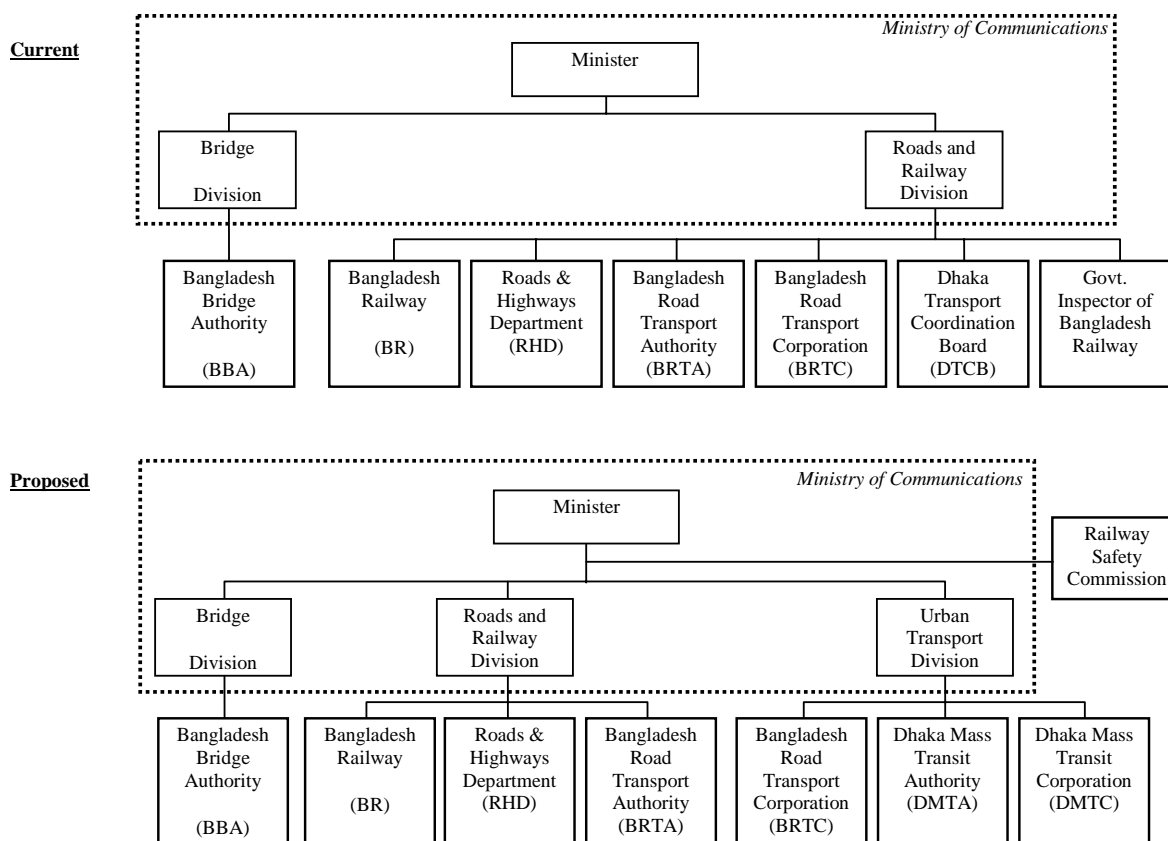 Current
Ministry of Communications
Minister
Bridge
Division
Roads and
Railway
Division
Bangladesh
Bridge
Authority
(BBA)
Bangladesh
Railway
(BR)
Roads &
Highways
Department
(RHD)
Bangladesh
Road
Transport
Authority
(BRTA)
Bangladesh
Road
Transport
Corporation
(BRTC)
Dhaka
Transport
Coordination
Board
(DTCB)
Govt.
Inspector of
Bangladesh
Railway
Proposed
Ministry of Communications
Minister
Railway
Safety
Commission
Bridge
Division
Roads and
Railway
Division
Urban
Transport
Division
Bangladesh
Bridge
Authority
(BBA)
Bangladesh
Railway
(BR)
Roads &
Highways
Department
(RHD)
Bangladesh
Road
Transport
Authority
(BRTA)
Bangladesh
Road
Transport
Corporation
(BRTC)
Dhaka Mass
Transit
Authority
(DMTA)
Dhaka Mass
Transit
Corporation
(DMTC)